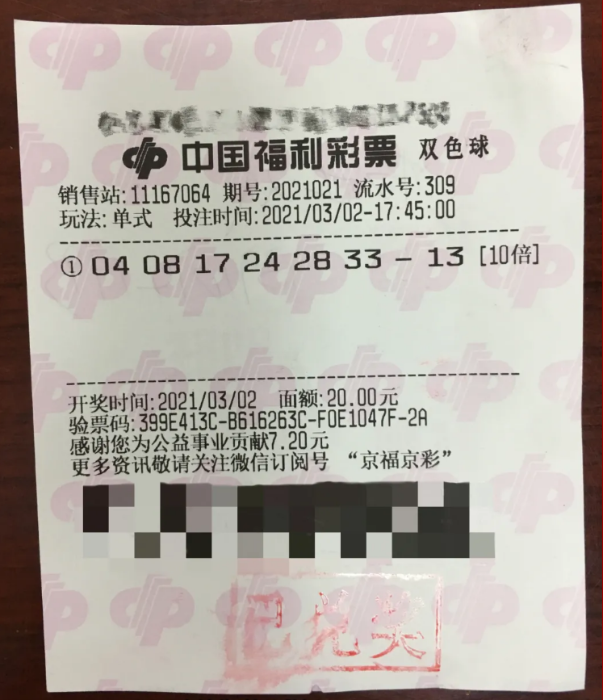 中国福利彩票 双色球
销售站:11167064 期号:2021021 流水号:309
玩法:单式 投注时间:2021/03/02-17:45:00
① 04 08 17 24 28 33 – 13 [10倍]
开奖时间:2021/03/02 面额:20.00元
验票码:399E413C-B616263C-F0E1047F-2A
感谢您为公益事业贡献7.20元
更多资讯敬请关注微信订阅号 “京福京彩”
已兑奖